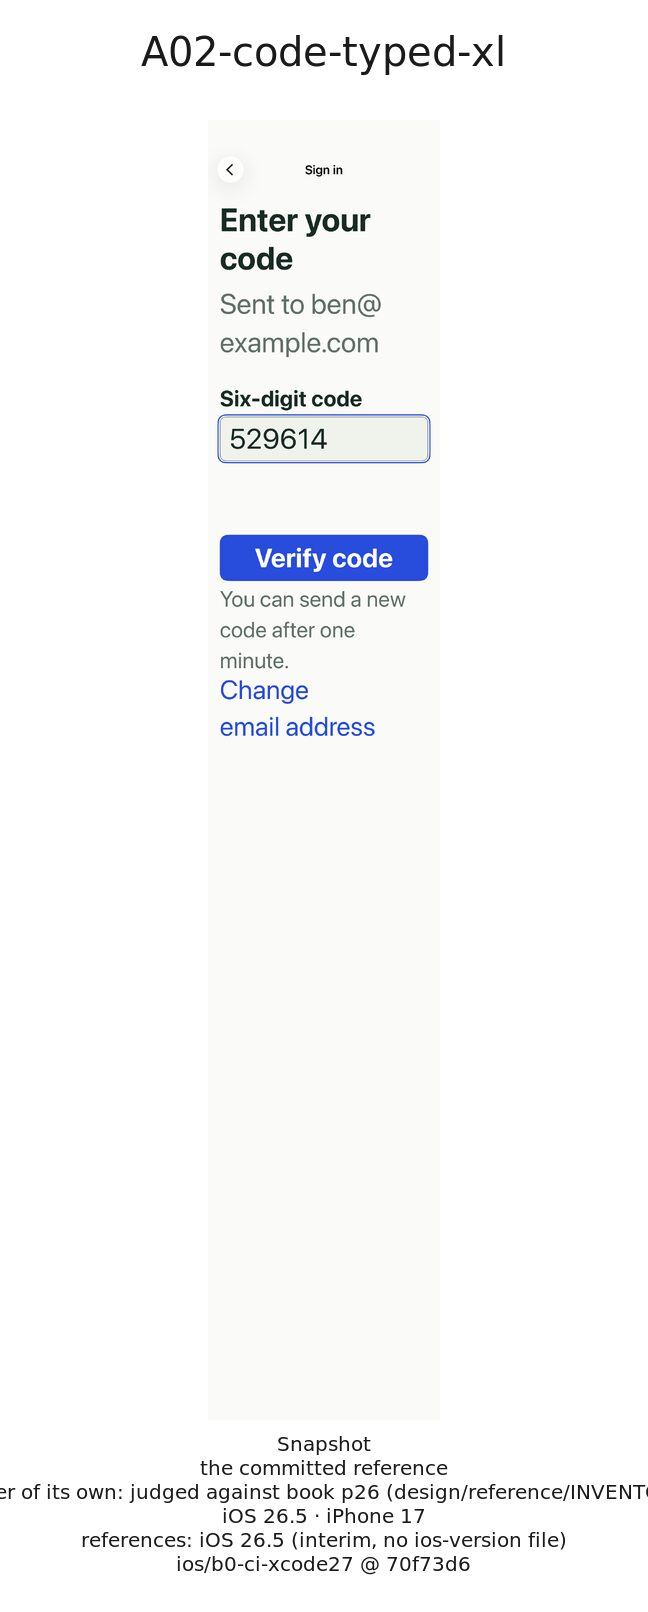 A02-code-typed-xl
Sign in
Enter your
code
Sent to ben@
example.com
Six-digit code
529614
Verify code
You can send a new
code after one
minute.
Change
email address
Snapshot
the committed reference
of its own: judged against book p26 (design/reference/
iOS 26.5 · iPhone 17
references: iOS 26.5 (interim, no ios-version file)
ios/b0-ci-xcode27 @ 70f73d6